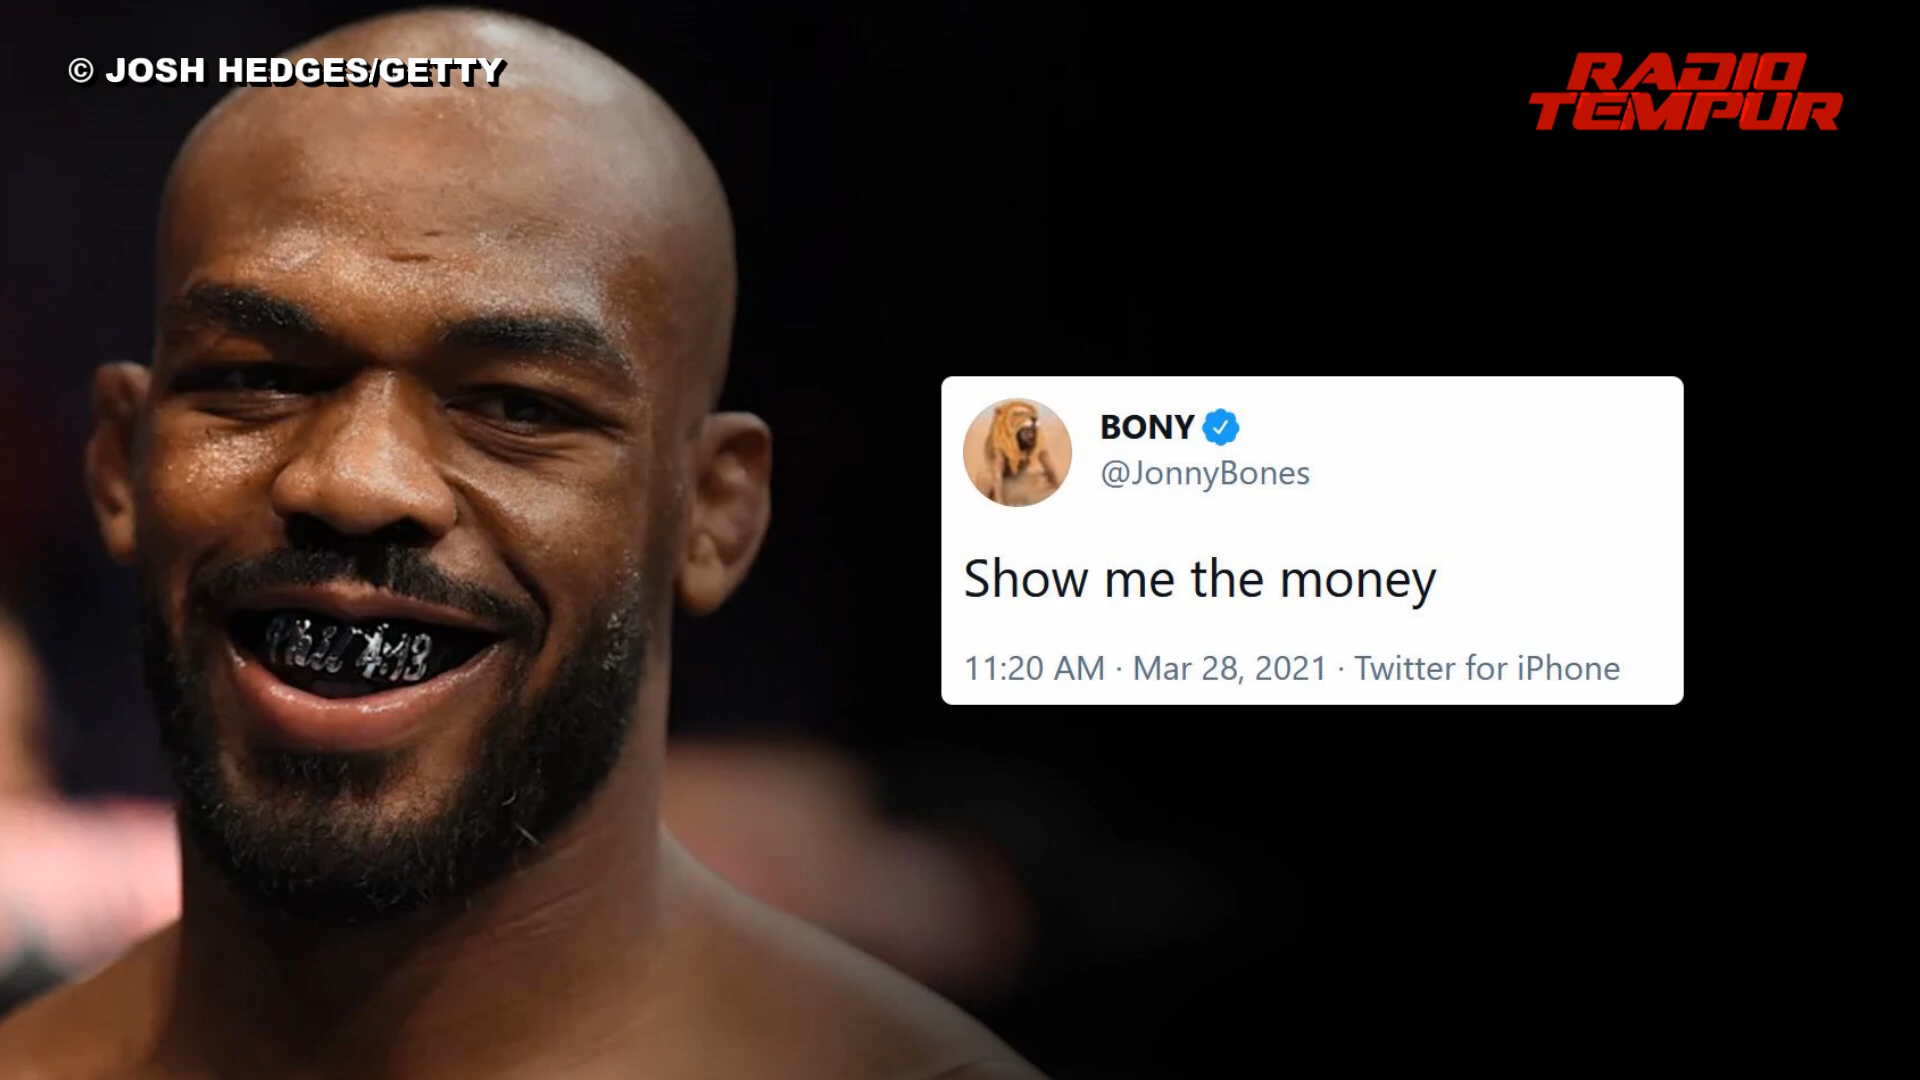 © JOSH HEDGES/GETTY
RADIO
TEMPUR
BONY
@JonnyBones
Show me the money
11:20 AM · Mar 28, 2021 · Twitter for iPhone